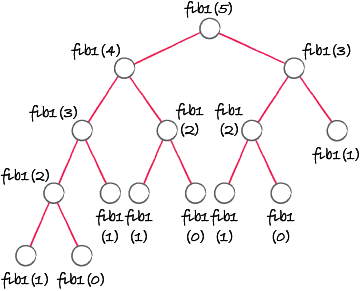 fib1(5)
fib1(4)
fib1(3)
fib1(3)
fib1
(2)
fib1
(2)
fib1(1)
fib1(2)
fib1
(1)
fib1
(1)
fib1
(0)
fib1
(1)
fib1
(0)
fib1(1)
fib1(0)